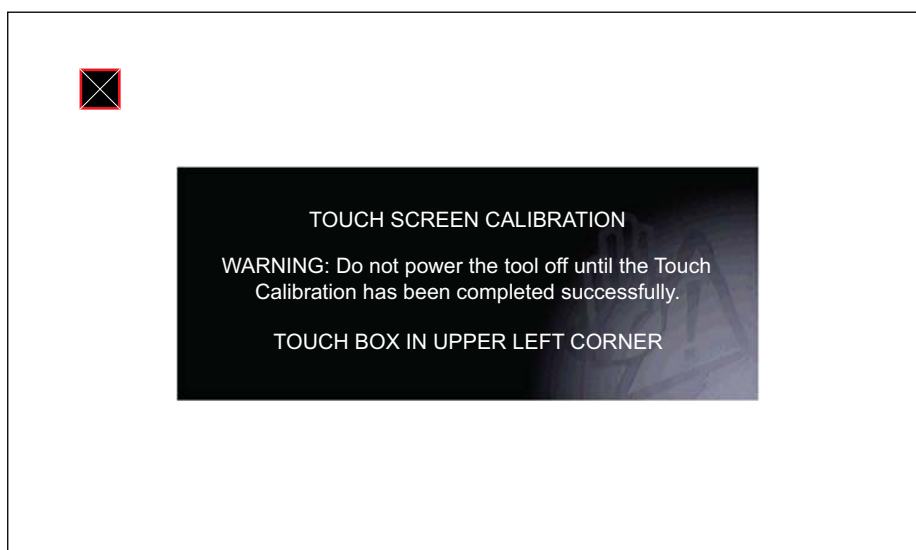 TOUCH SCREEN CALIBRATION
WARNING: Do not power the tool off until the Touch
Calibration has been completed successfully.
TOUCH BOX IN UPPER LEFT CORNER